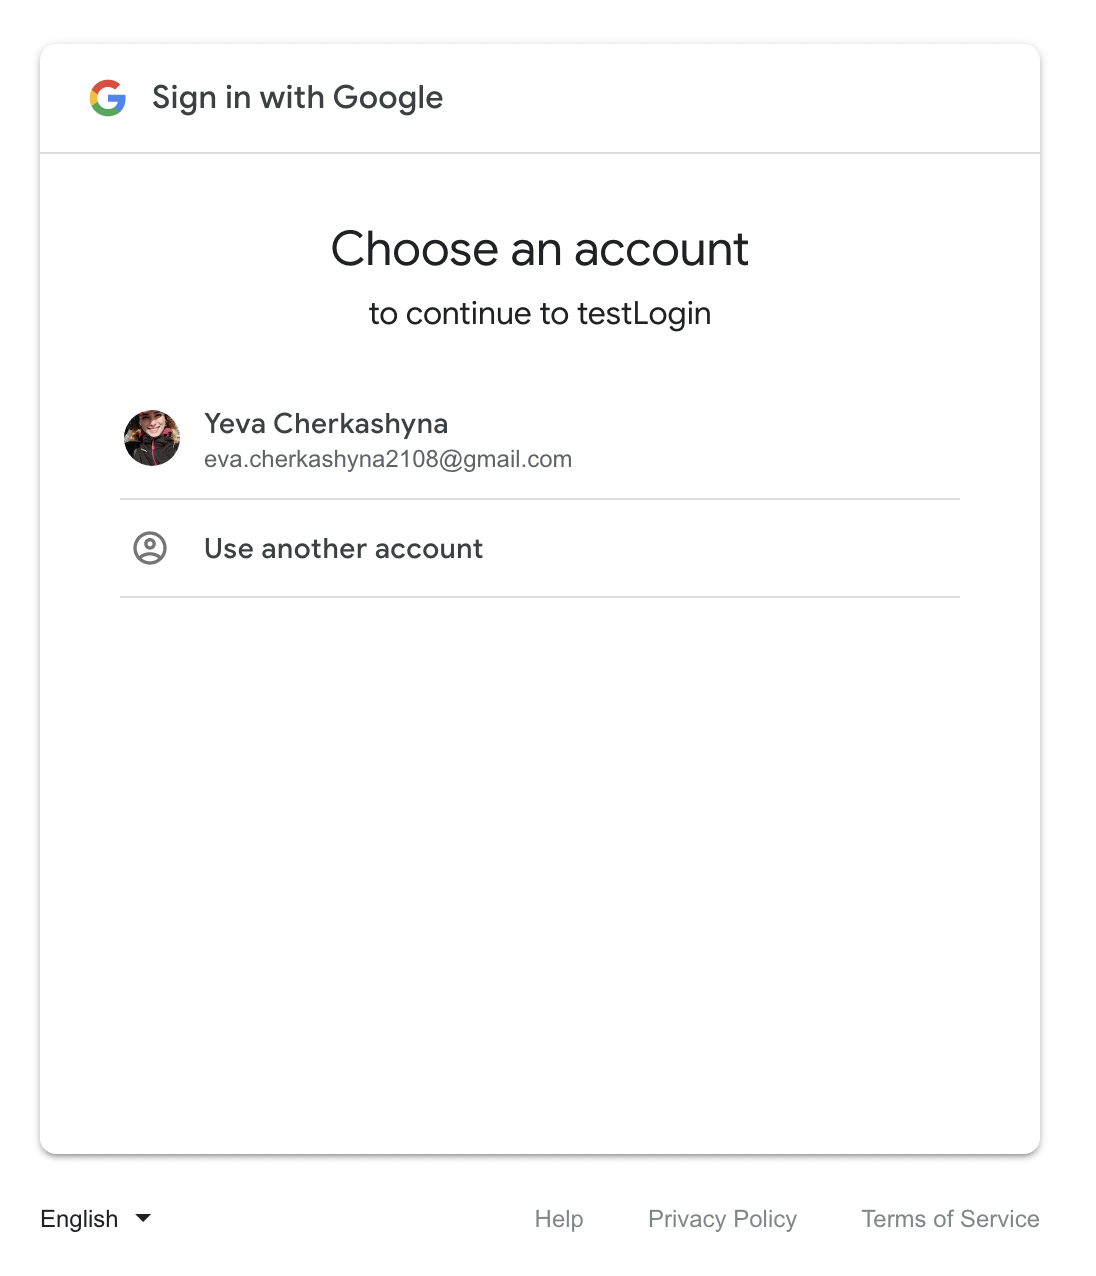 Sign in with Google
Choose an account
to continue to testLogin
Yeva Cherkashyna
eva.cherkashyna2108@gmail.com
Use another account
English
Help Privacy Policy Terms of Service